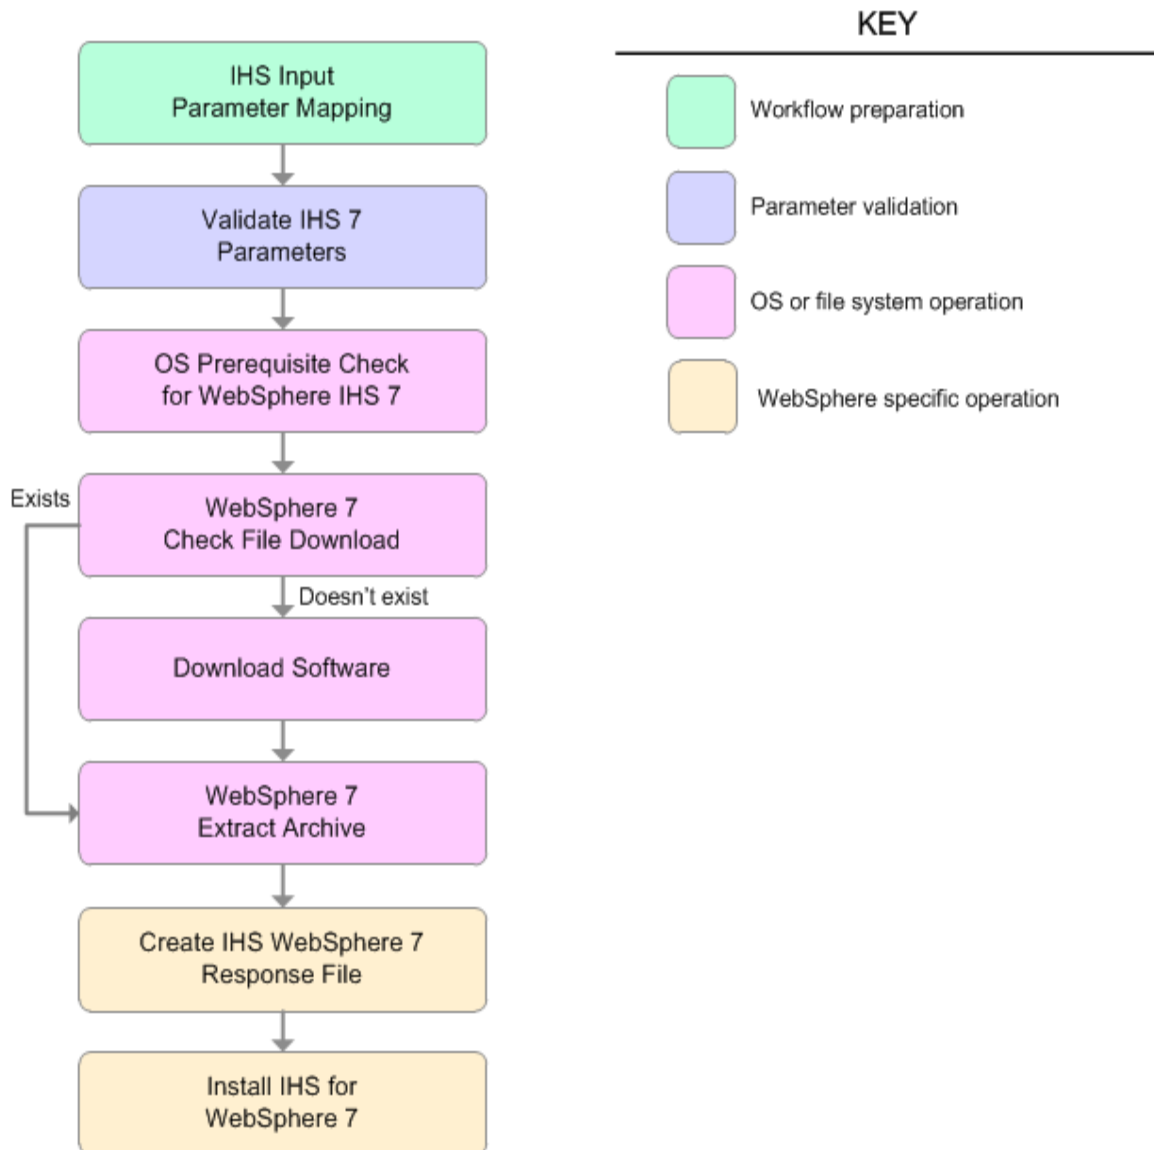 IHS Input
Parameter Mapping
Validate IHS 7
Parameters
OS Prerequisite Check
for WebSphere IHS 7
WebSphere 7
Check File Download
Exists
Doesn't exist
Download Software
WebSphere 7
Extract Archive
Create IHS WebSphere 7
Response File
Install IHS for
WebSphere 7
KEY
Workflow preparation
Parameter validation
OS or file system operation
WebSphere specific operation